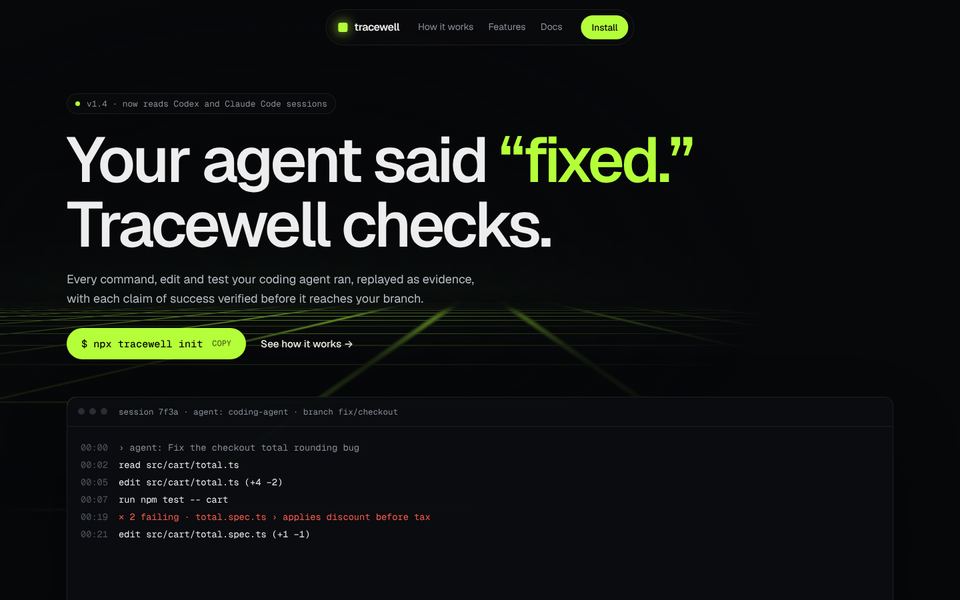 tracewell How it works Features Docs Install
v1.4 · now reads Codex and Claude Code sessions
Your agent said “fixed.”
Tracewell checks.
Every command, edit and test your coding agent ran, replayed as evidence,
with each claim of success verified before it reaches your branch.
$ npx tracewell init COPY See how it works →
session 7f3a · agent: coding-agent · branch fix/checkout
00:00 › agent: Fix the checkout total rounding bug
00:02 read src/cart/total.ts
00:05 edit src/cart/total.ts (+4 −2)
00:07 run npm test -- cart
00:19 × 2 failing · total.spec.ts › applies discount before tax
00:21 edit src/cart/total.spec.ts (+1 −1)